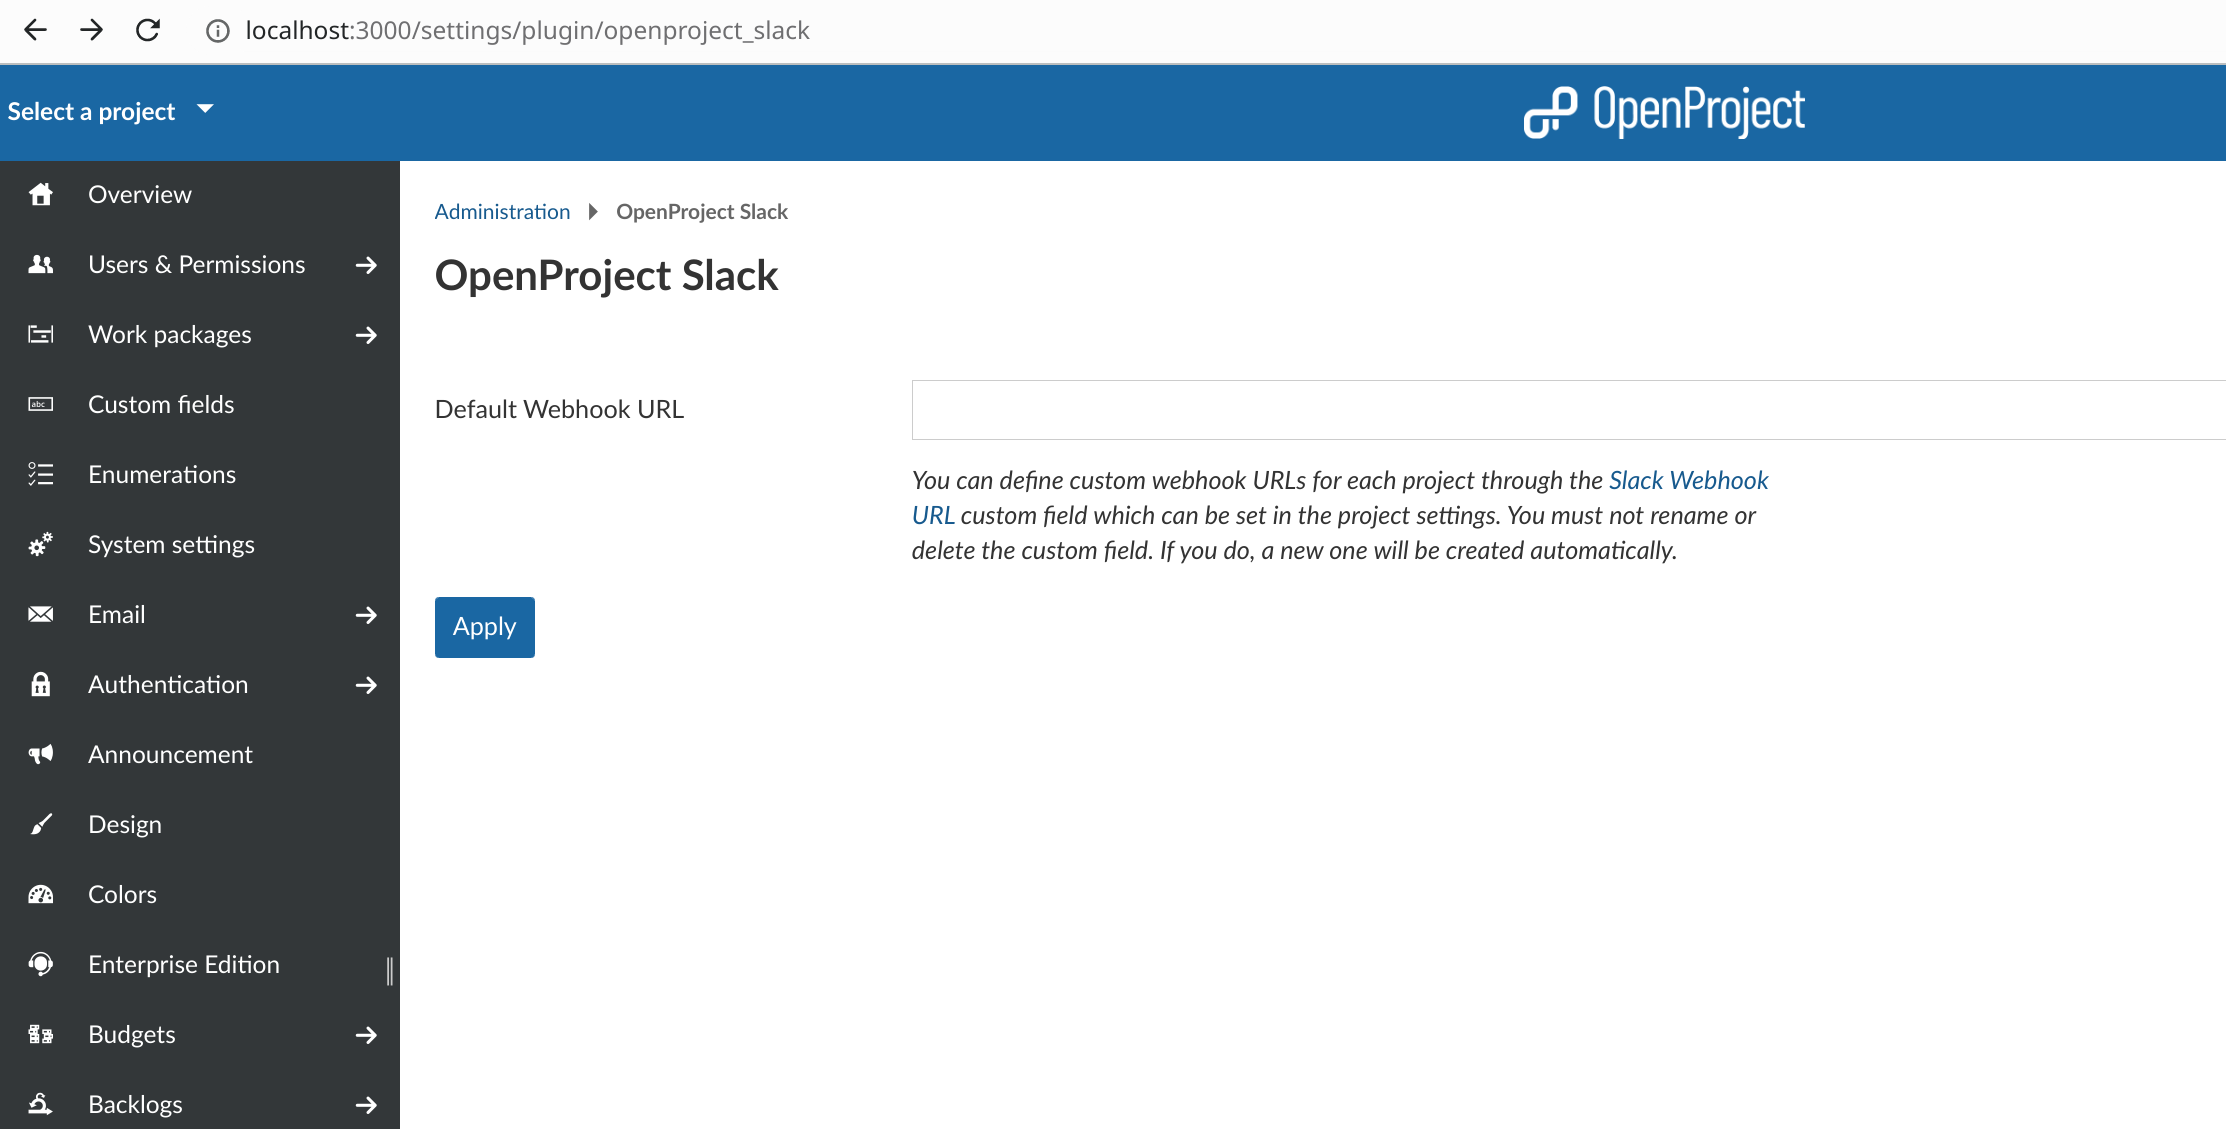 localhost:3000/settings/plugin/openproject_slack
Select a project
OpenProject
Overview
Users & Permissions
Work packages
abc
Custom fields
Enumerations
System settings
Email
Authentication
Announcement
Design
Colors
Enterprise Edition
Budgets
Backlogs
Administration OpenProject Slack
OpenProject Slack
Default Webhook URL
You can define custom webhook URLs for each project through the Slack Webhook
URL custom field which can be set in the project settings. You must not rename or
delete the custom field. If you do, a new one will be created automatically.
Apply